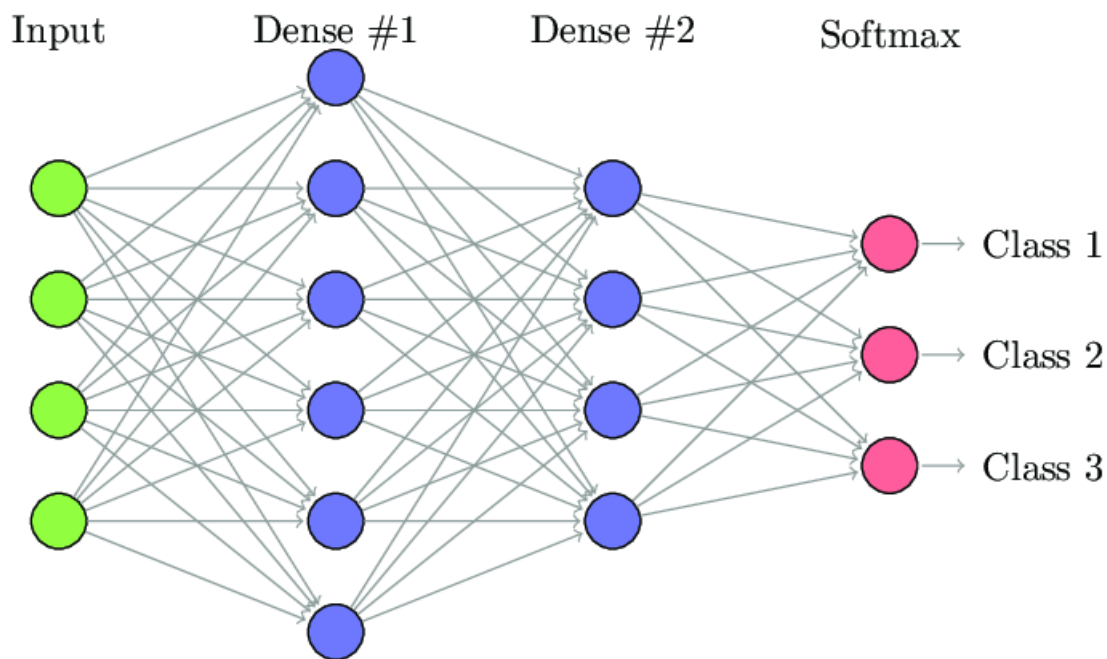 Input
Dense #1
Dense #2
Softmax
Class 1
Class 2
Class 3